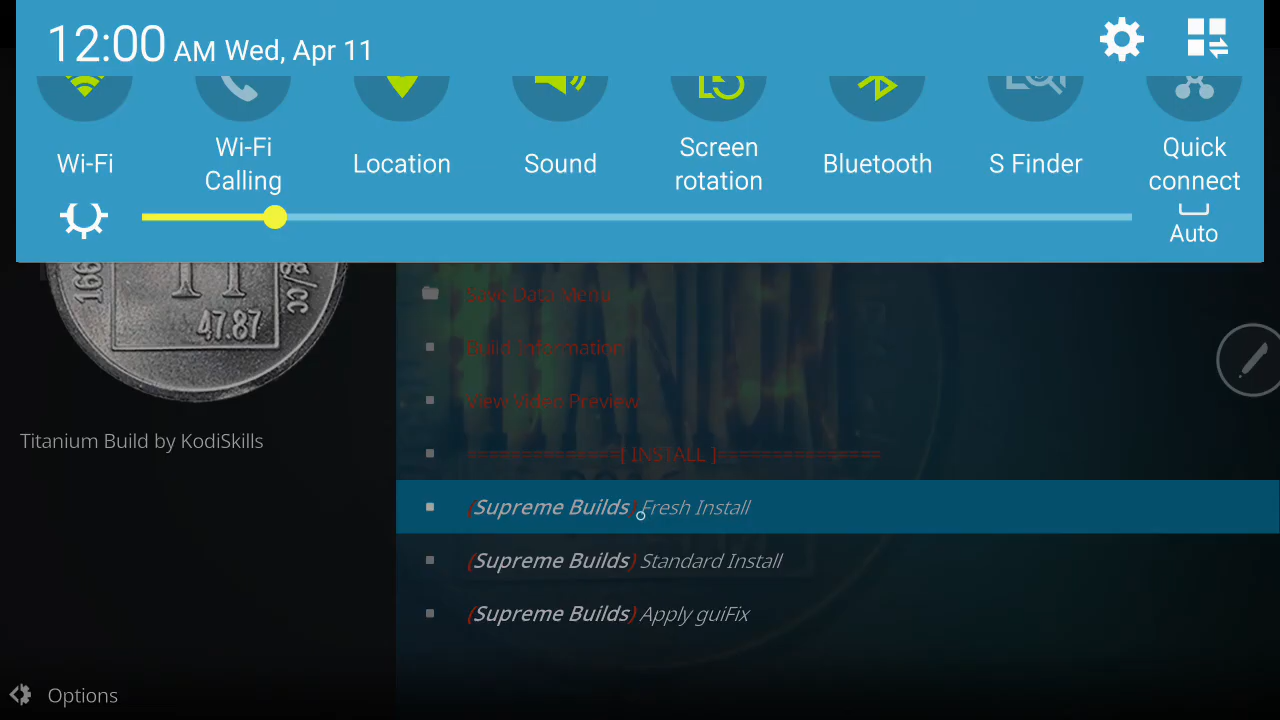 12:00 AM Wed, Apr 11
Wi-Fi
Wi-Fi Calling
Location
Sound
Screen rotation
Bluetooth
S Finder
Quick connect
Auto
166
g/cc
47.87
Save Data Menu
Build Information
View Video Preview
==============[ INSTALL ]===============
(Supreme Builds) Fresh Install
(Supreme Builds) Standard Install
(Supreme Builds) Apply guiFix
Titanium Build by KodiSkills
Options